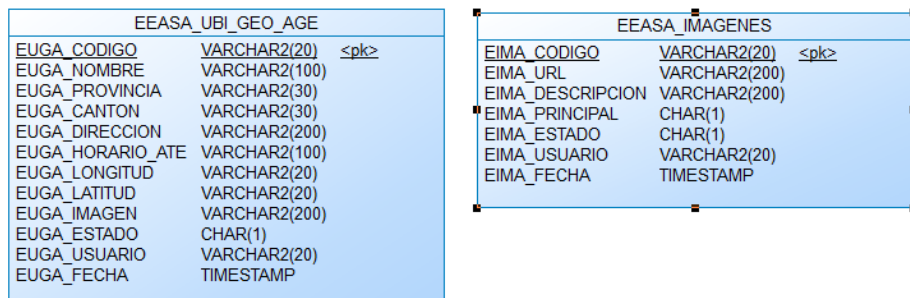 EEASA_UBI_GEO_AGE
EUGA_CODIGO VARCHAR2(20) <pk>
EUGA_NOMBRE VARCHAR2(100)
EUGA_PROVINCIA VARCHAR2(30)
EUGA_CANTON VARCHAR2(30)
EUGA_DIRECCION VARCHAR2(200)
EUGA_HORARIO_ATE VARCHAR2(100)
EUGA_LONGITUD VARCHAR2(20)
EUGA_LATITUD VARCHAR2(20)
EUGA_IMAGEN VARCHAR2(200)
EUGA_ESTADO CHAR(1)
EUGA_USUARIO VARCHAR2(20)
EUGA_FECHA TIMESTAMP
EEASA_IMAGENES
EIMA_CODIGO VARCHAR2(20) <pk>
EIMA_URL VARCHAR2(200)
EIMA_DESCRIPCION VARCHAR2(200)
EIMA_PRINCIPAL CHAR(1)
EIMA_ESTADO CHAR(1)
EIMA_USUARIO VARCHAR2(20)
EIMA_FECHA TIMESTAMP